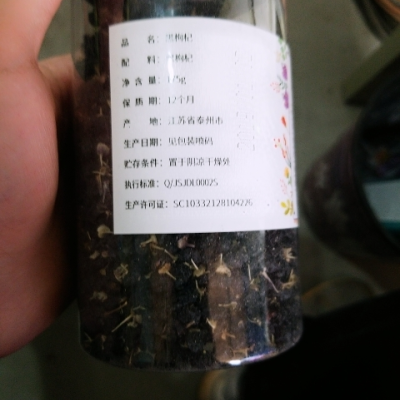 品 名：黑枸杞
配 料：黑枸杞
净含量：
保质期：12个月
产 地：江苏省泰州市
生产日期：见包装喷码
贮存条件：置于阴凉干燥处
执行标准：Q/JSJDL0002S
生产许可证：